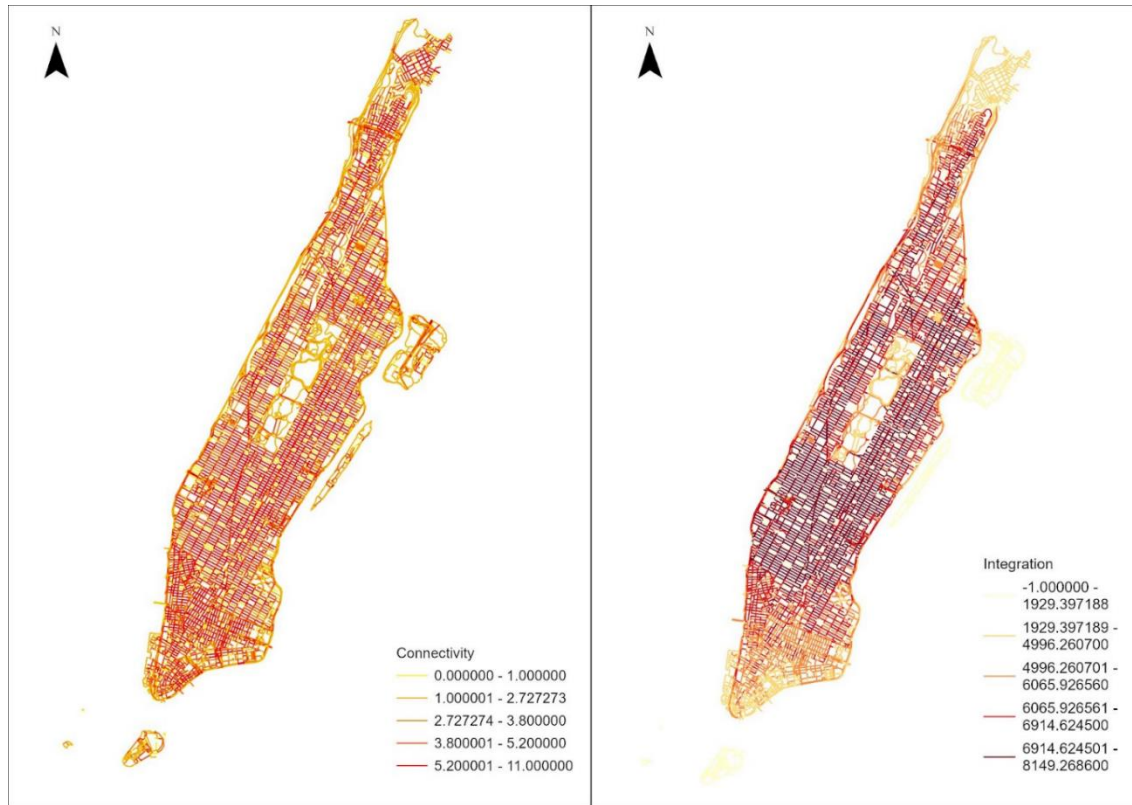 N
Connectivity
0.000000 - 1.000000
1.000001 - 2.727273
2.727274 - 3.800000
3.800001 - 5.200000
5.200001 - 11.000000
N
Integration
-1.000000 -
1929.397188
1929.397189 -
4996.260700
4996.260701 -
6065.926560
6065.926561 -
6914.624500
6914.624501 -
8149.268600